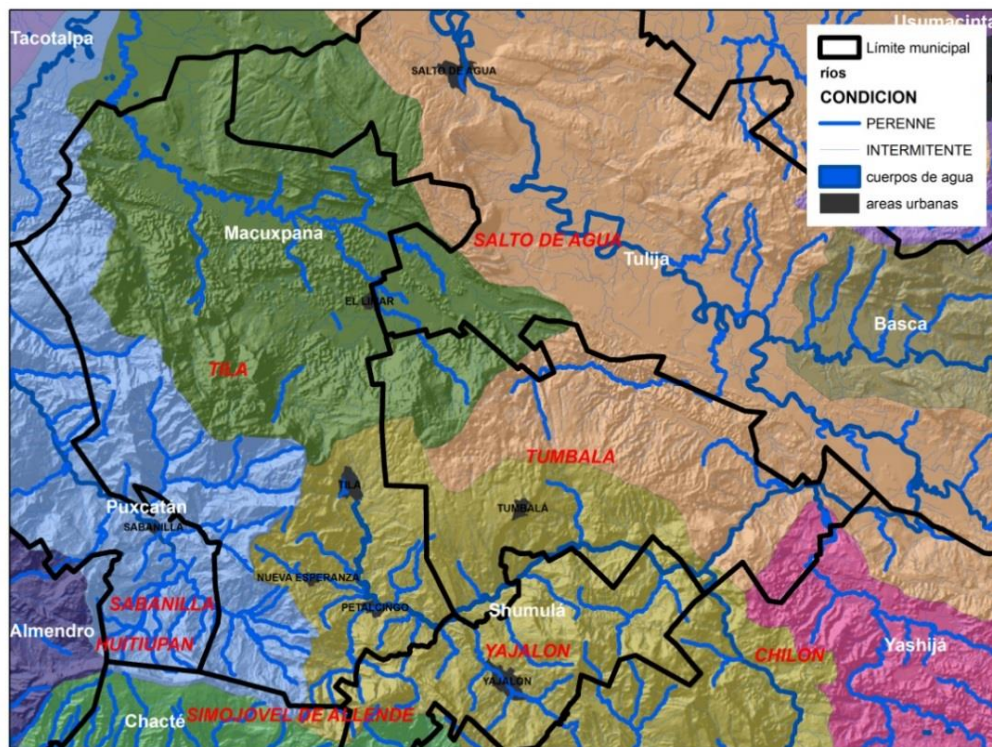 Tacotalpa
Usumacinta
SALTO DE AGUA
Límite municipal
ríos
CONDICION
PERENNE
INTERMITENTE
cuerpos de agua
areas urbanas
Macuxpana
SALTO DE AGUA
Tulija
EL LIMAR
Basca
TILA
TUMBALA
TILA
Puxcatán
SABANILLA
TUMBALÁ
NUEVA ESPERANZA
SABANILLA
PETALCINGO
Shumulá
Almendro
HUITIUPAN
YAJALON
CHILON
Yashijá
YAJALON
Chacté
SIMOJOVEL DE ALLENDE